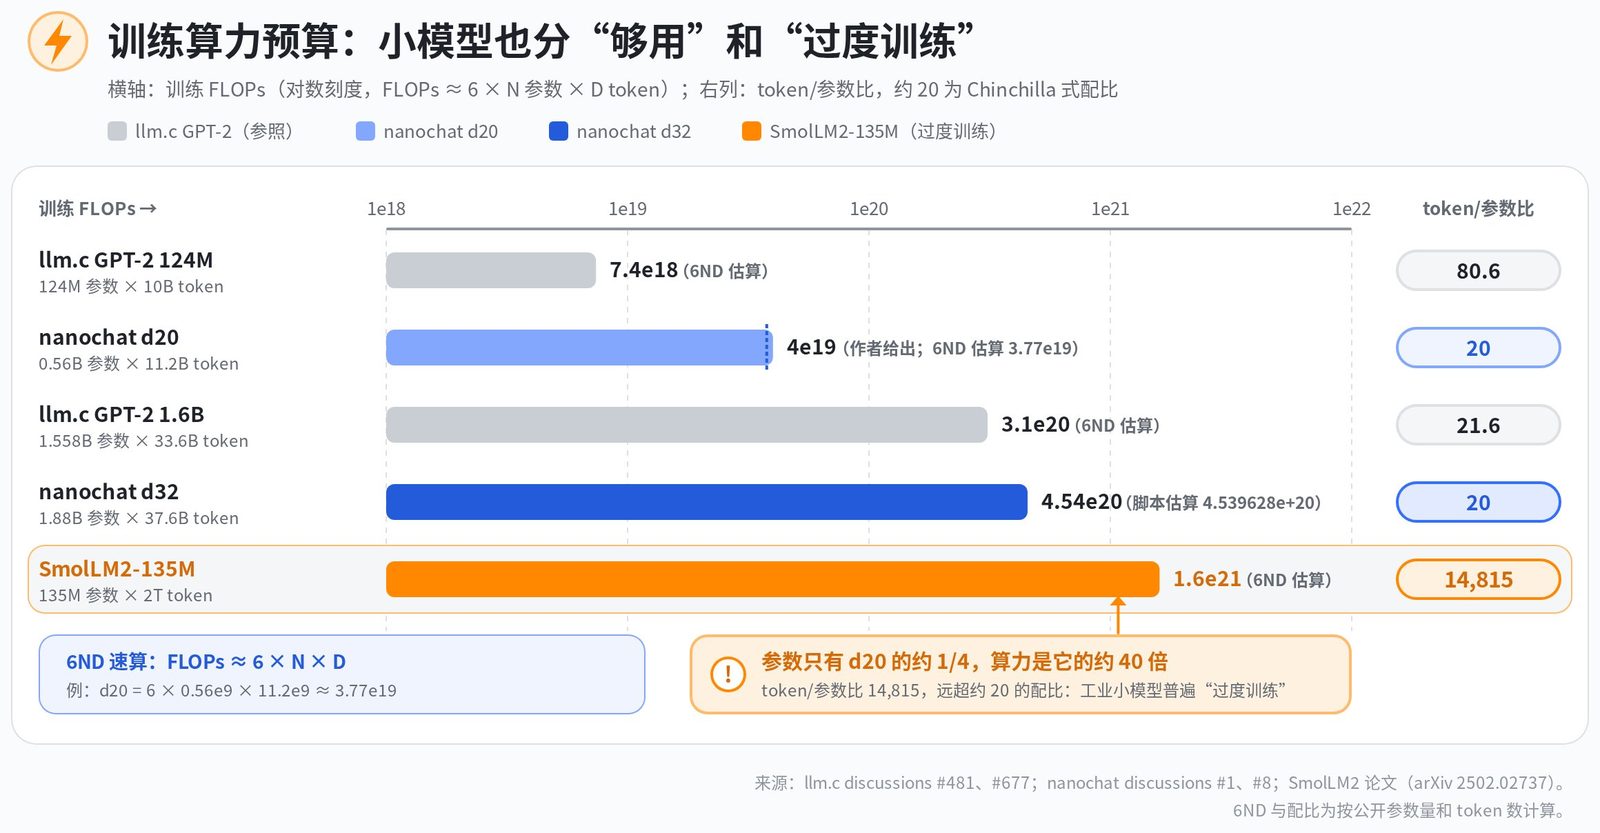 训练算力预算：小模型也分“够用”和“过度训练”
横轴：训练 FLOPs（对数刻度，FLOPs ≈ 6 × N 参数 × D token）；右列：token/参数比，约 20 为 Chinchilla 式配比
llm.c GPT-2（参照） nanochat d20 nanochat d32 SmolLM2-135M（过度训练）
训练 FLOPs → 1e18 1e19 1e20 1e21 1e22 token/参数比
llm.c GPT-2 124M
124M 参数 × 10B token
7.4e18（6ND 估算） 80.6
nanochat d20
0.56B 参数 × 11.2B token
4e19（作者给出；6ND 估算 3.77e19） 20
llm.c GPT-2 1.6B
1.558B 参数 × 33.6B token
3.1e20（6ND 估算） 21.6
nanochat d32
1.88B 参数 × 37.6B token
4.54e20（脚本估算 4.539628e+20） 20
SmolLM2-135M
135M 参数 × 2T token
1.6e21（6ND 估算） 14,815
6ND 速算：FLOPs ≈ 6 × N × D
例：d20 = 6 × 0.56e9 × 11.2e9 ≈ 3.77e19
!
参数只有 d20 的约 1/4，算力是它的约 40 倍
token/参数比 14,815，远超约 20 的配比：工业小模型普遍“过度训练”
来源：llm.c discussions #481、#677；nanochat discussions #1、#8；SmolLM2 论文（arXiv 2502.02737）。
6ND 与配比为按公开参数量和 token 数计算。